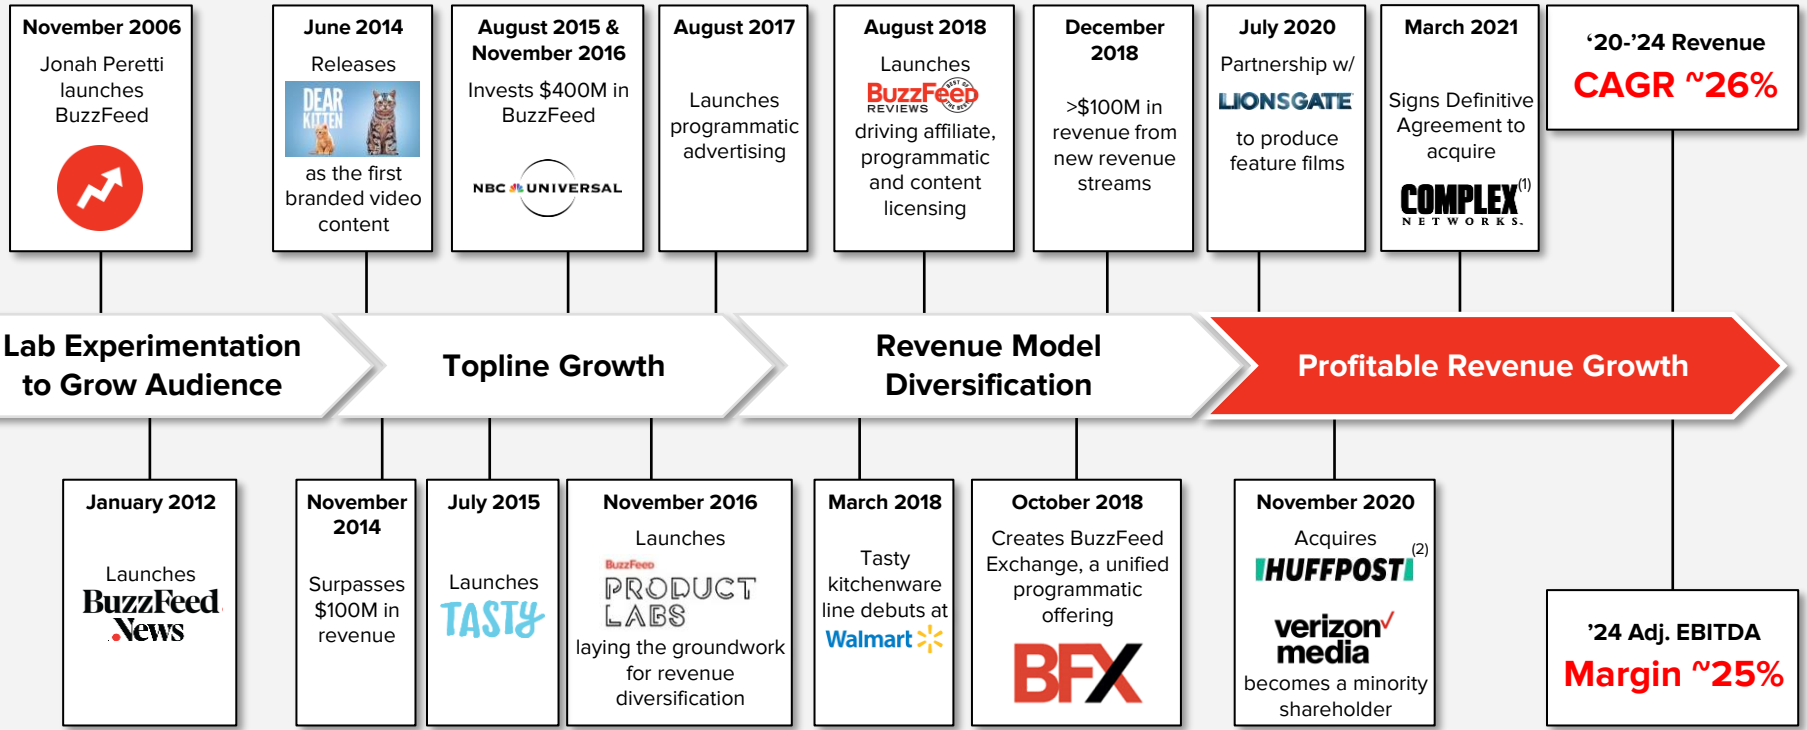 November 2006
Jonah Peretti
launches
BuzzFeed
June 2014
Releases
DEAR
KITTEN
as the first
branded video
content
August 2015 &
November 2016
Invests $400M in
BuzzFeed
NBC UNIVERSAL
August 2017
Launches
programmatic
advertising
August 2018
Launches
BuzzFeed
REVIEWS
BEST OF
THE BEST
driving affiliate,
programmatic
and content
licensing
December
2018
>$100M in
revenue from
new revenue
streams
July 2020
Partnership w/
LIONSGATE
to produce
feature films
March 2021
Signs Definitive
Agreement to
acquire
COMPLEX(1)
NETWORKS.
‘20-’24 Revenue
CAGR ~26%
Lab Experimentation
to Grow Audience
Topline Growth
Revenue Model
Diversification
Profitable Revenue Growth
January 2012
Launches
BuzzFeed
News
November
2014
Surpasses
$100M in
revenue
July 2015
Launches
TASTY
November 2016
Launches
BuzzFeed
PRODUCT
LABS
laying the groundwork
for revenue
diversification
March 2018
Tasty
kitchenware
line debuts at
Walmart
October 2018
Creates BuzzFeed
Exchange, a unified
programmatic
offering
BFX
November 2020
Acquires
HUFFPOST(2)
verizon
media
becomes a minority
shareholder
’24 Adj. EBITDA
Margin ~25%